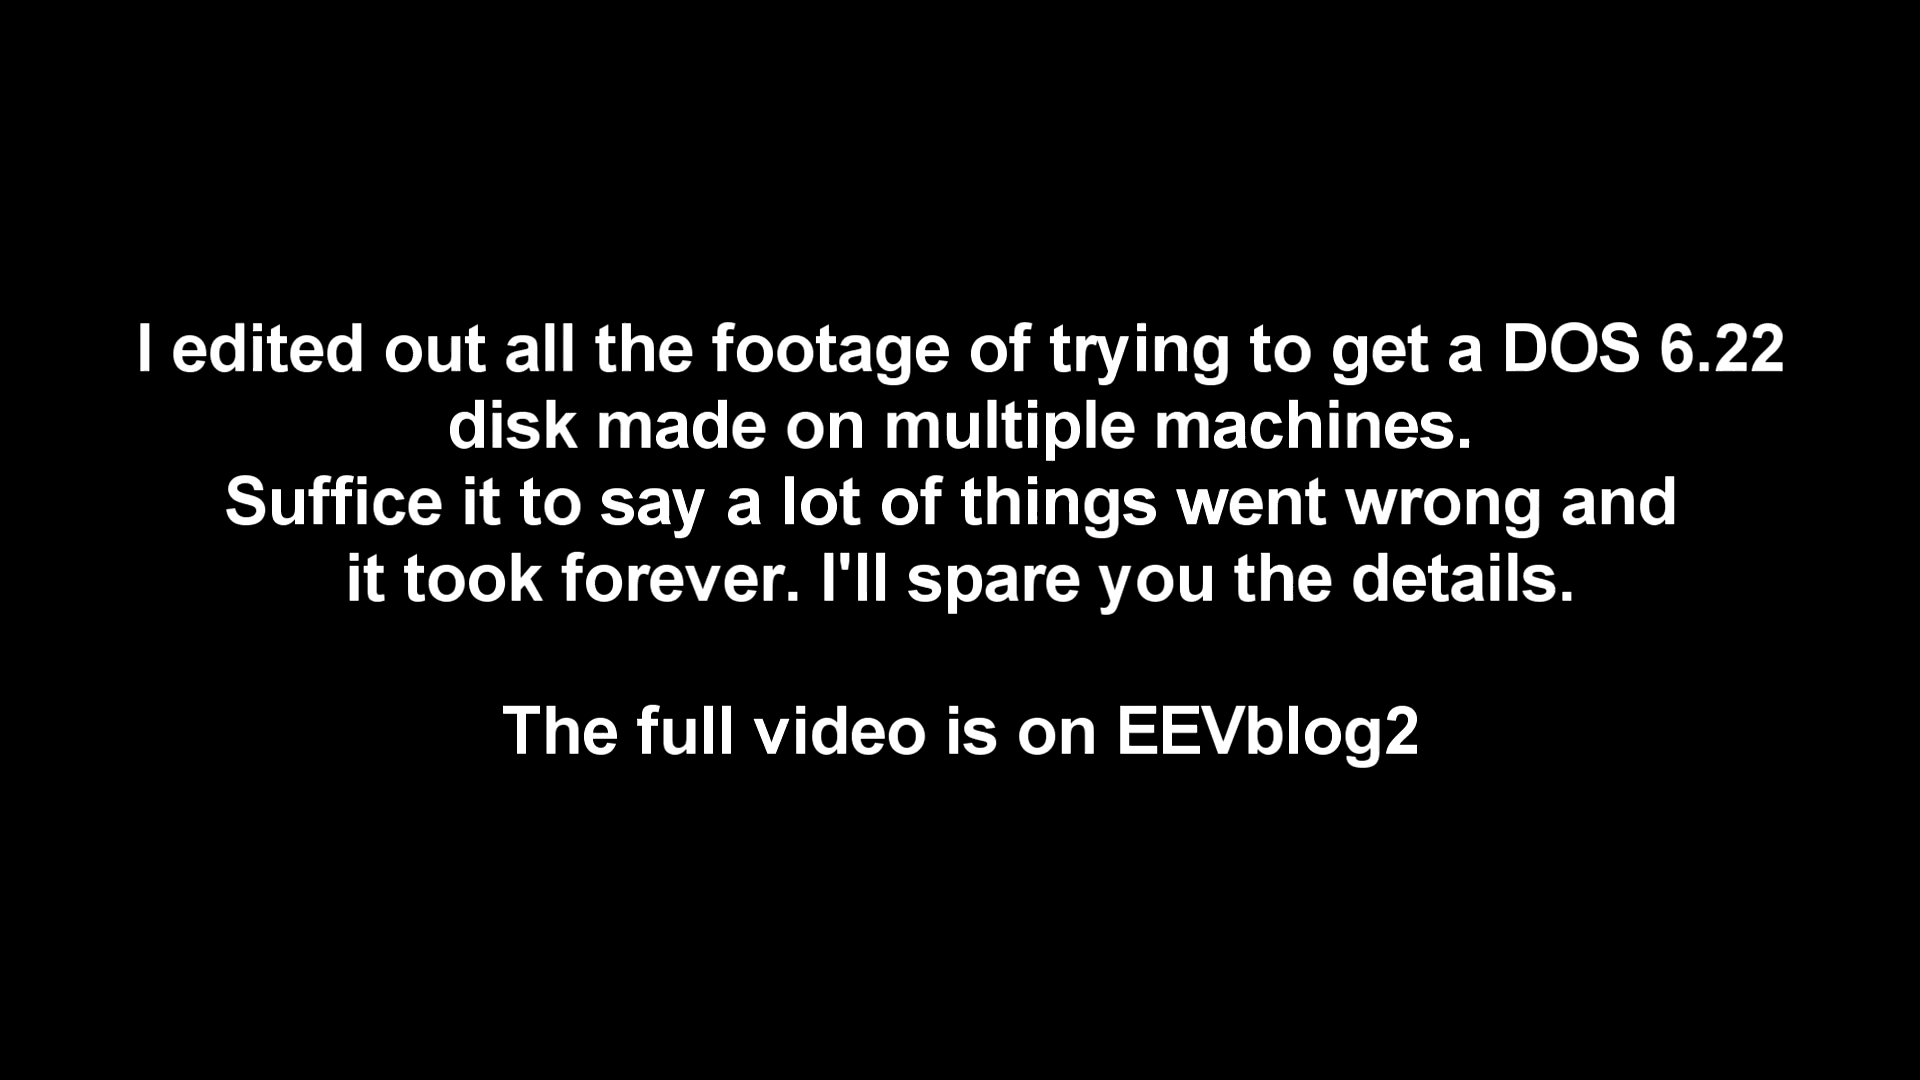 I edited out all the footage of trying to get a DOS 6.22
disk made on multiple machines.
Suffice it to say a lot of things went wrong and
it took forever. I'll spare you the details.
The full video is on EEVblog2